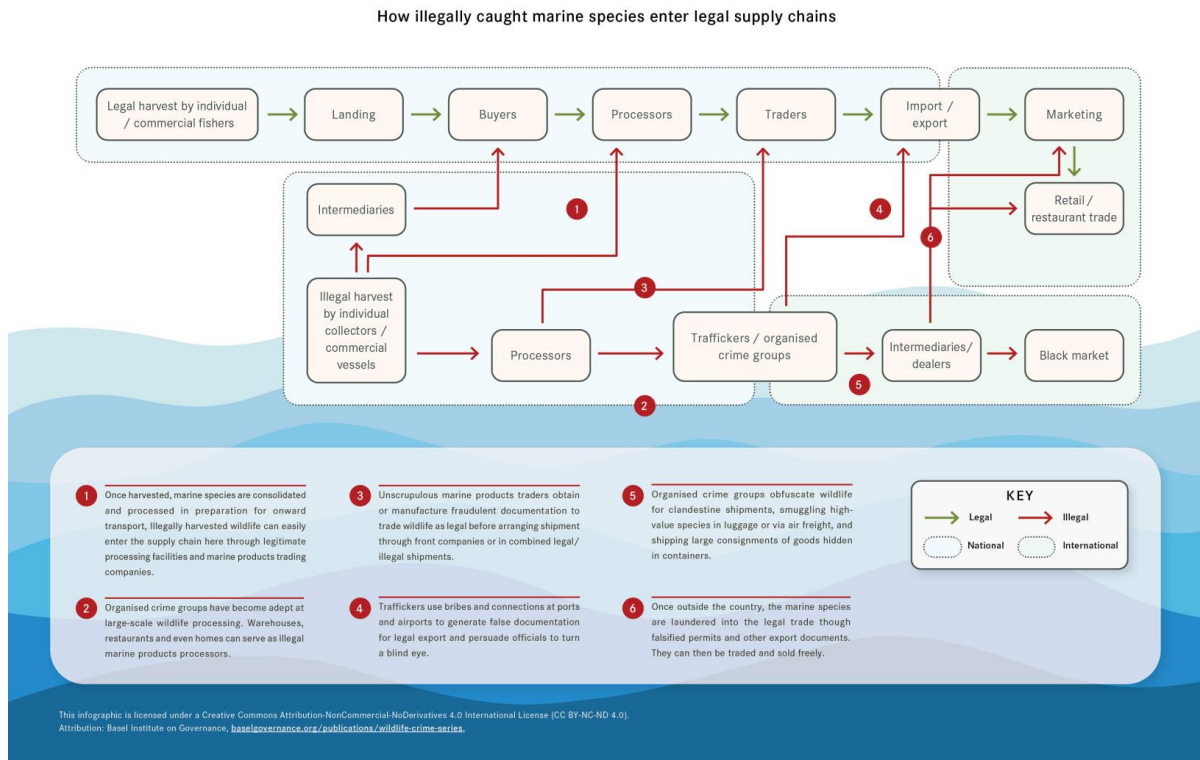 How illegally caught marine species enter legal supply chains
Legal harvest by individual
/ commercial fishers
Landing
Buyers
Processors
Traders
Import /
export
Marketing
Intermediaries
1
4
Retail /
restaurant trade
6
Illegal harvest
by individual
collectors /
commercial
vessels
3
Processors
Traffickers / organised
crime groups
Intermediaries/
dealers
Black market
5
2
1
Once harvested, marine species are consolidated
and processed in preparation for onward
transport, Illegally harvested wildlife can easily
enter the supply chain here through legitimate
processing facilities and marine products trading
companies.
2
Organised crime groups have become adept at
large-scale wildlife processing. Warehouses,
restaurants and even homes can serve as illegal
marine products processors.
3
Unscrupulous marine products traders obtain
or manufacture fraudulent documentation to
trade wildlife as legal before arranging shipment
through front companies or in combined legal/
illegal shipments.
4
Traffickers use bribes and connections at ports
and airports to generate false documentation
for legal export and persuade officials to turn
a blind eye.
5
Organised crime groups obfuscate wildlife
for clandestine shipments, smuggling high-
value species in luggage or via air freight, and
shipping large consignments of goods hidden
in containers.
6
Once outside the country, the marine species
are laundered into the legal trade though
falsified permits and other export documents.
They can then be traded and sold freely.
KEY
Legal
Illegal
National
International
This infographic is licensed under a Creative Commons Attribution-NonCommercial-NoDerivatives 4.0 International License (CC BY-NC-ND 4.0).
Attribution: Basel Institute on Governance, baselgovernance.org/publications/wildlife-crime-series.